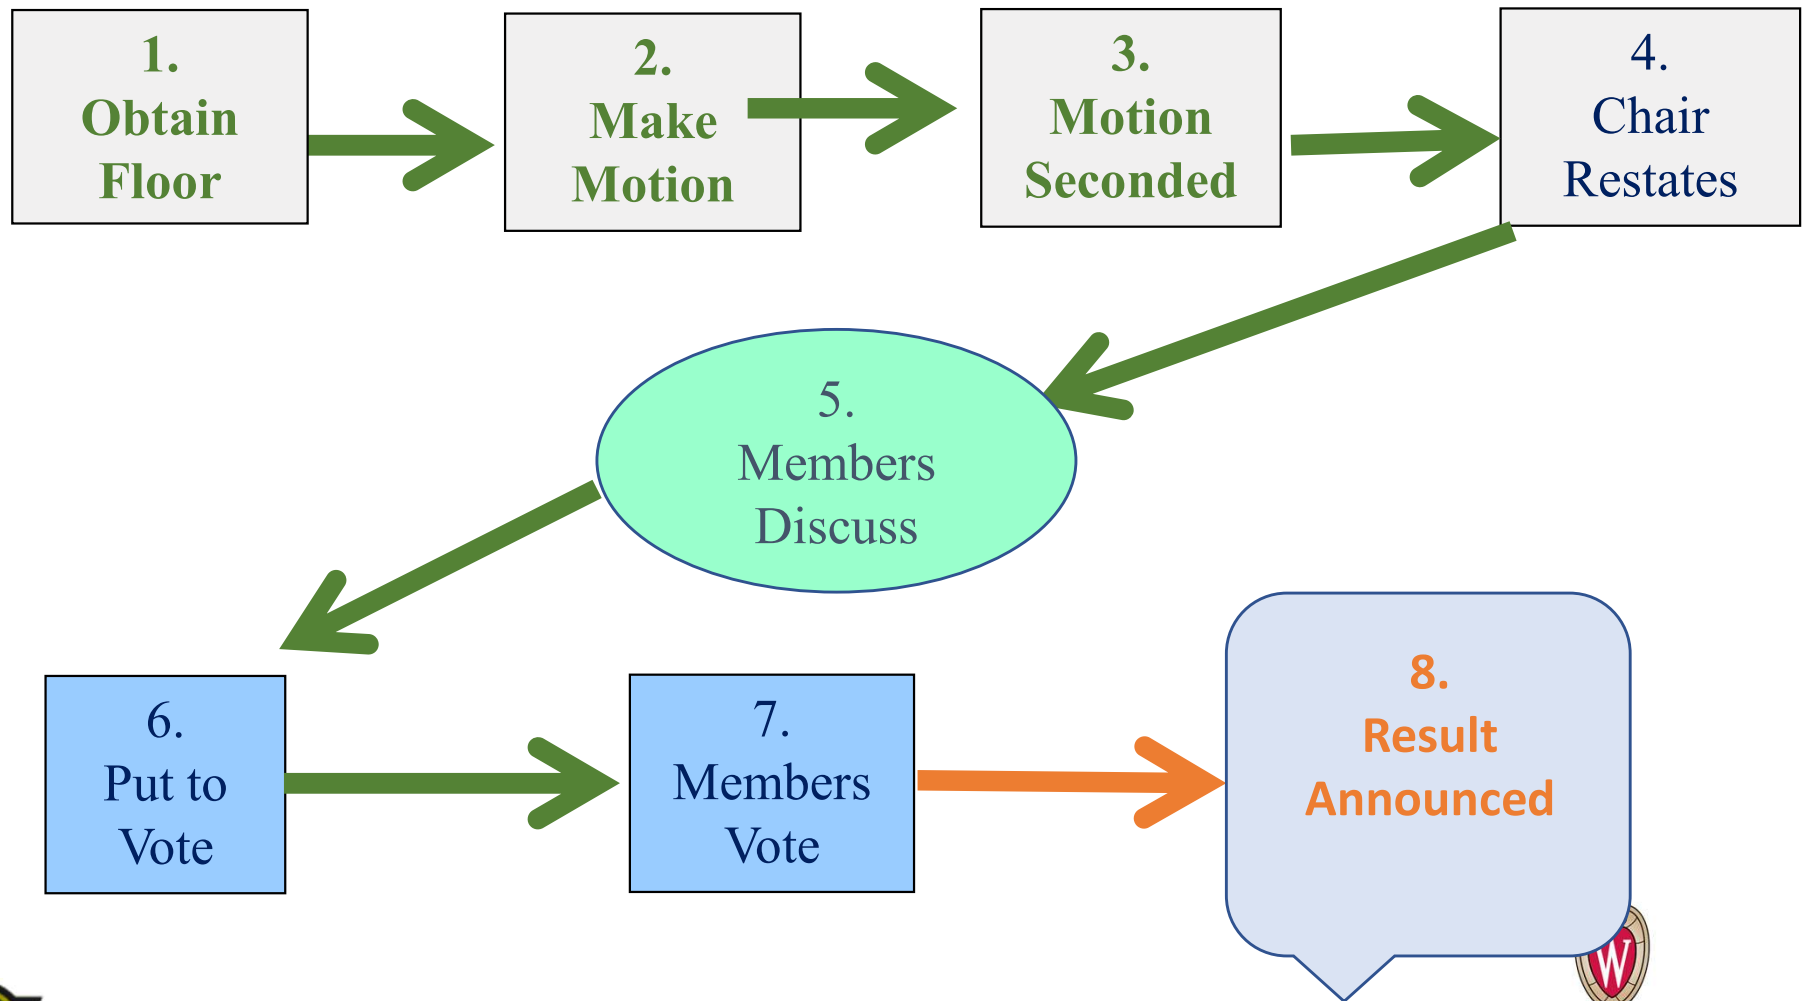 1.
Obtain
Floor
2.
Make
Motion
3.
Motion
Seconded
4.
Chair
Restates
5.
Members
Discuss
6.
Put to
Vote
7.
Members
Vote
8.
Result
Announced
W